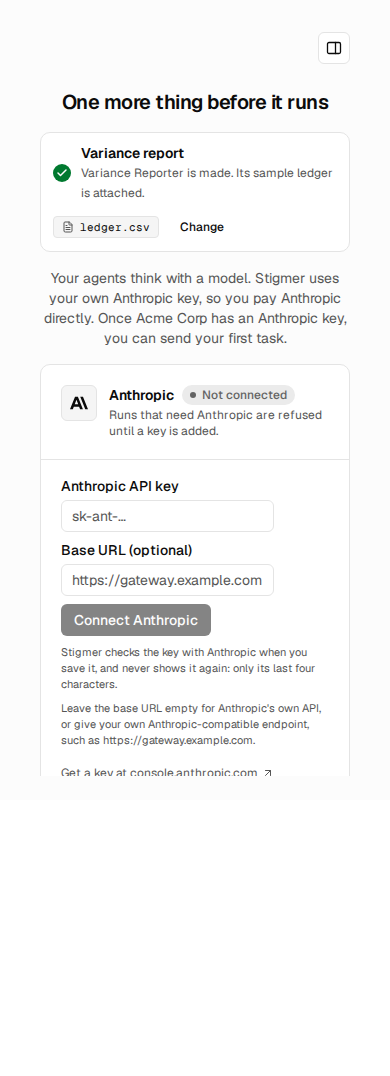 One more thing before it runs
Variance report
Variance Reporter is made. Its sample ledger
is attached.
ledger.csv
Change
Your agents think with a model. Stigmer uses
your own Anthropic key, so you pay Anthropic
directly. Once Acme Corp has an Anthropic key,
you can send your first task.
Anthropic
Not connected
Runs that need Anthropic are refused
until a key is added.
Anthropic API key
sk-ant-...
Base URL (optional)
https://gateway.example.com
Connect Anthropic
Stigmer checks the key with Anthropic when you
save it, and never shows it again: only its last four
characters.
Leave the base URL empty for Anthropic's own API,
or give your own Anthropic-compatible endpoint,
such as https://gateway.example.com.
Get a key at console.anthropic.com